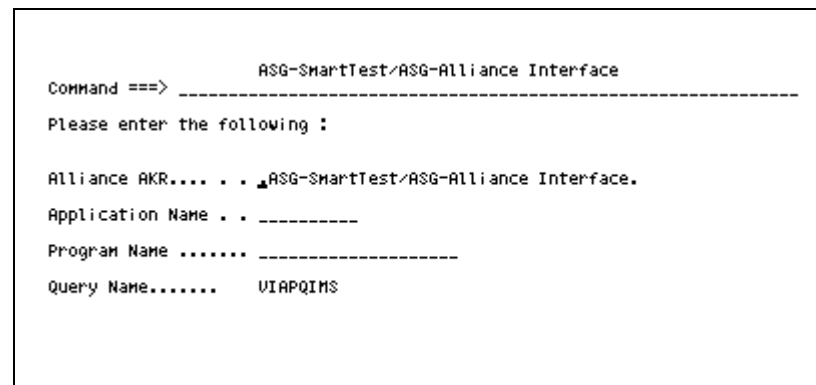 ASG-SmartTest/ASG-Alliance Interface
Command ===> ______________________________________________________________
Please enter the following :
Alliance AKR.... . . ASG-SmartTest/ASG-Alliance Interface.
Application Name . . __________
Program Name ....... ____________________
Query Name....... VIAPQIMS